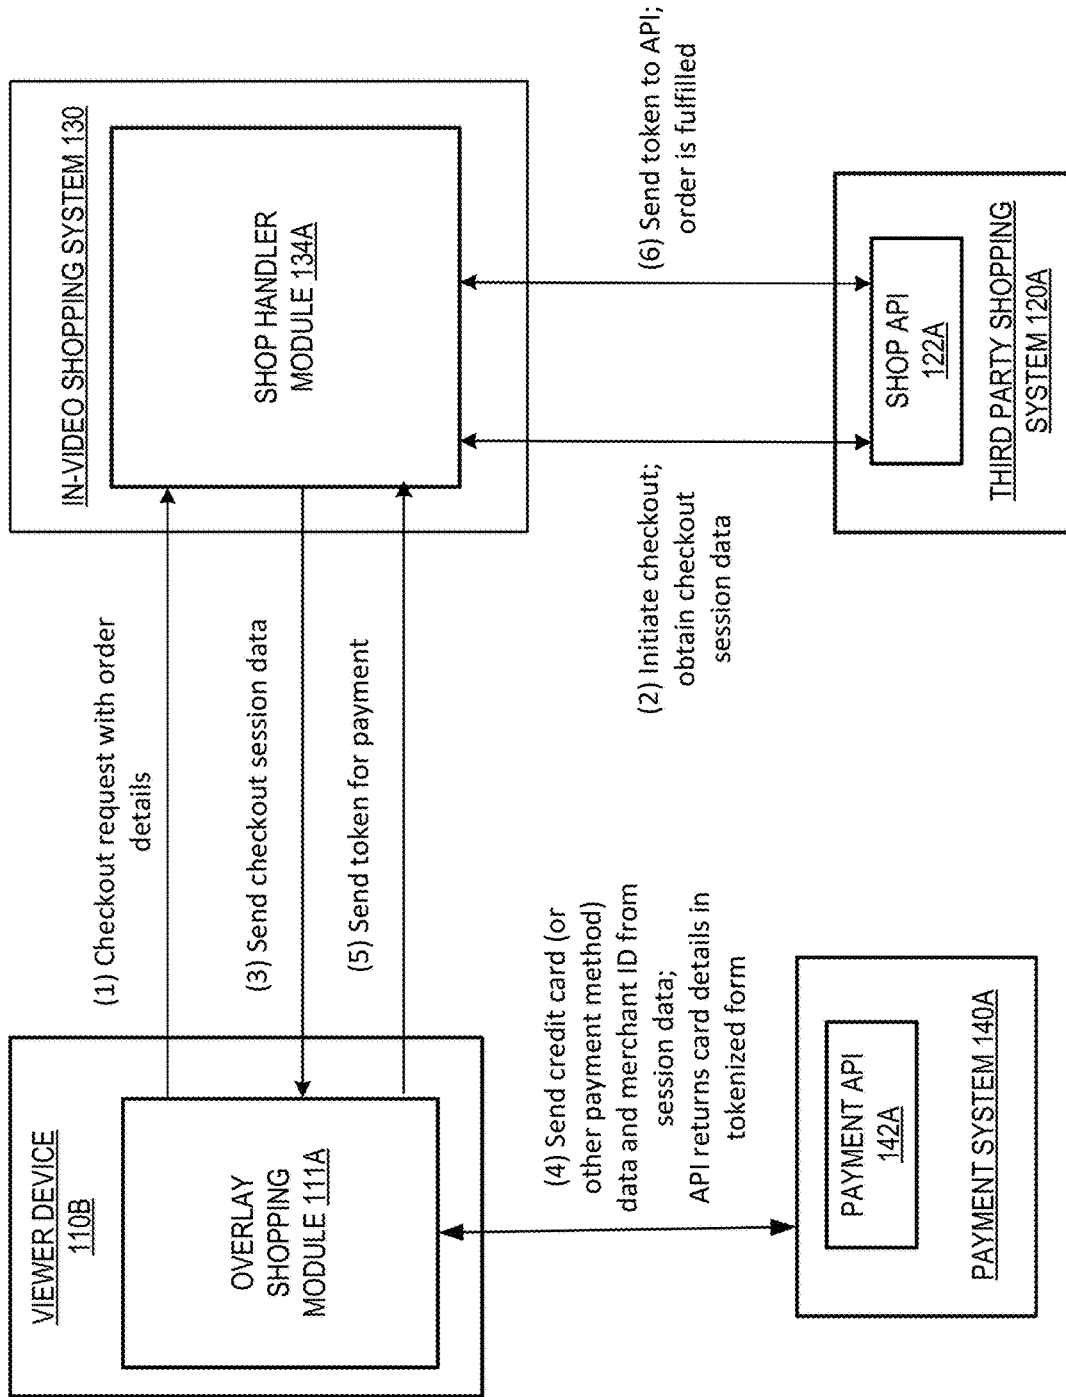 VIEWER DEVICE
110B
OVERLAY
SHOPPING
MODULE 111A
(1) Checkout request with order
details
(3) Send checkout session data
(5) Send token for payment
IN-VIDEO SHOPPING SYSTEM 130
SHOP HANDLER
MODULE 134A
(4) Send credit card (or
other payment method)
data and merchant ID from
session data;
API returns card details in
tokenized form
(2) Initiate checkout;
obtain checkout
session data
(6) Send token to API;
order is fulfilled
PAYMENT API
142A
PAYMENT SYSTEM 140A
SHOP API
122A
THIRD PARTY SHOPPING
SYSTEM 120A